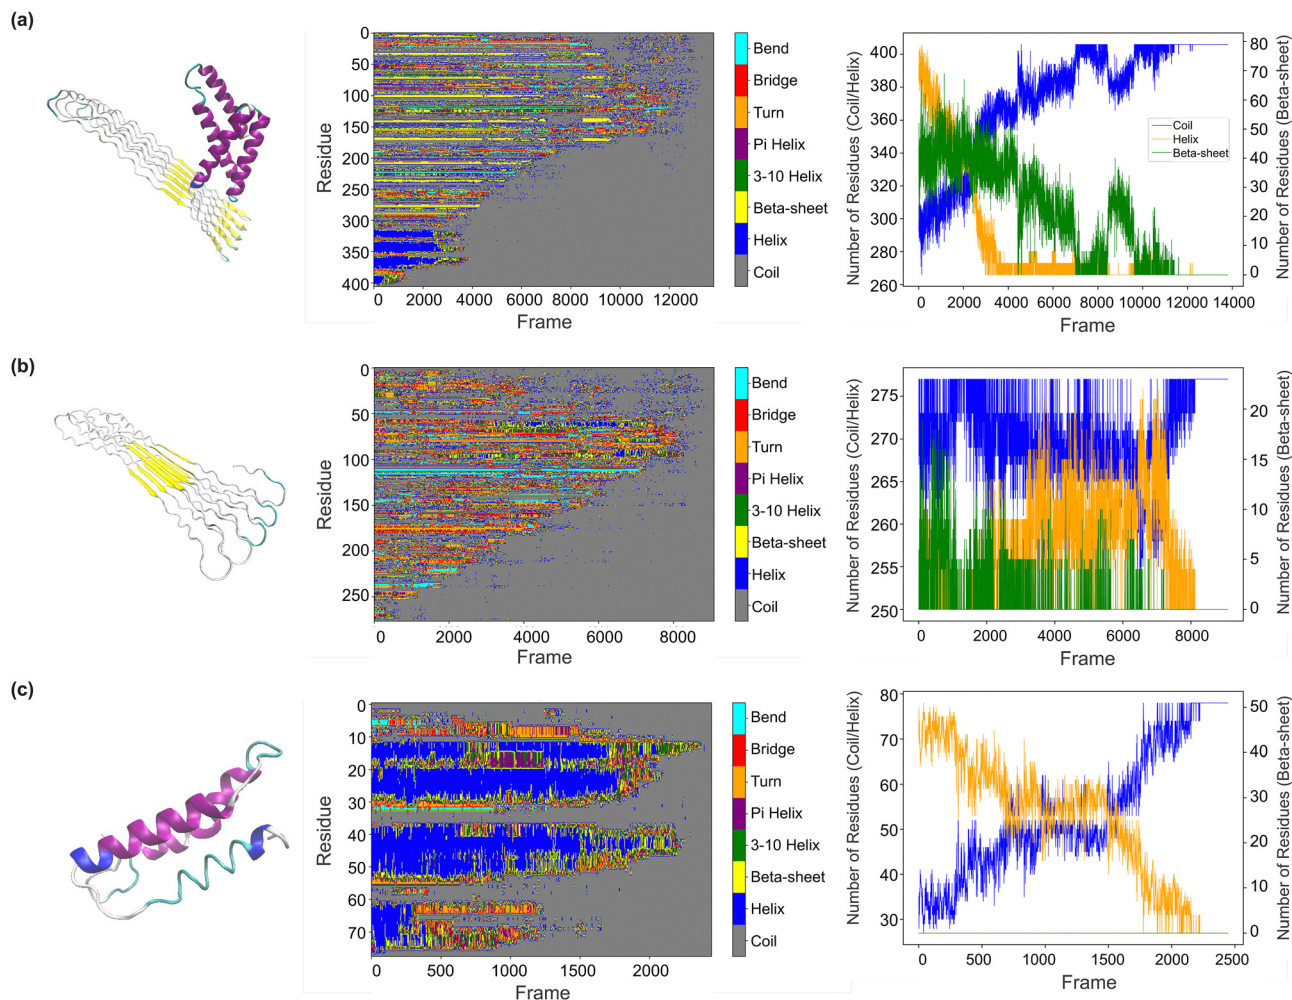 (a)
0
50
100
150
200
250
300
350
400
Residue
0 2000 4000 6000 8000 10000 12000
Frame
Bend
Bridge
Turn
Pi Helix
3-10 Helix
Beta-sheet
Helix
Coil
Number of Residues (Coil/Helix)
400
380
360
340
320
300
280
260
0 2000 4000 6000 8000 10000 12000 14000
Frame
Coil
Helix
Beta-sheet
80
70
60
50
40
30
20
10
0
Number of Residues (Beta-sheet)
(b)
0
50
100
150
200
250
Residue
0 2000 4000 6000 8000
Frame
Bend
Bridge
Turn
Pi Helix
3-10 Helix
Beta-sheet
Helix
Coil
Number of Residues (Coil/Helix)
275
270
265
260
255
250
0 2000 4000 6000 8000
Frame
20
15
10
5
0
Number of Residues (Beta-sheet)
(c)
0
10
20
30
40
50
60
70
Residue
0 500 1000 1500 2000
Frame
Bend
Bridge
Turn
Pi Helix
3-10 Helix
Beta-sheet
Helix
Coil
Number of Residues (Coil/Helix)
80
70
60
50
40
30
0 500 1000 1500 2000 2500
Frame
50
40
30
20
10
0
Number of Residues (Beta-sheet)